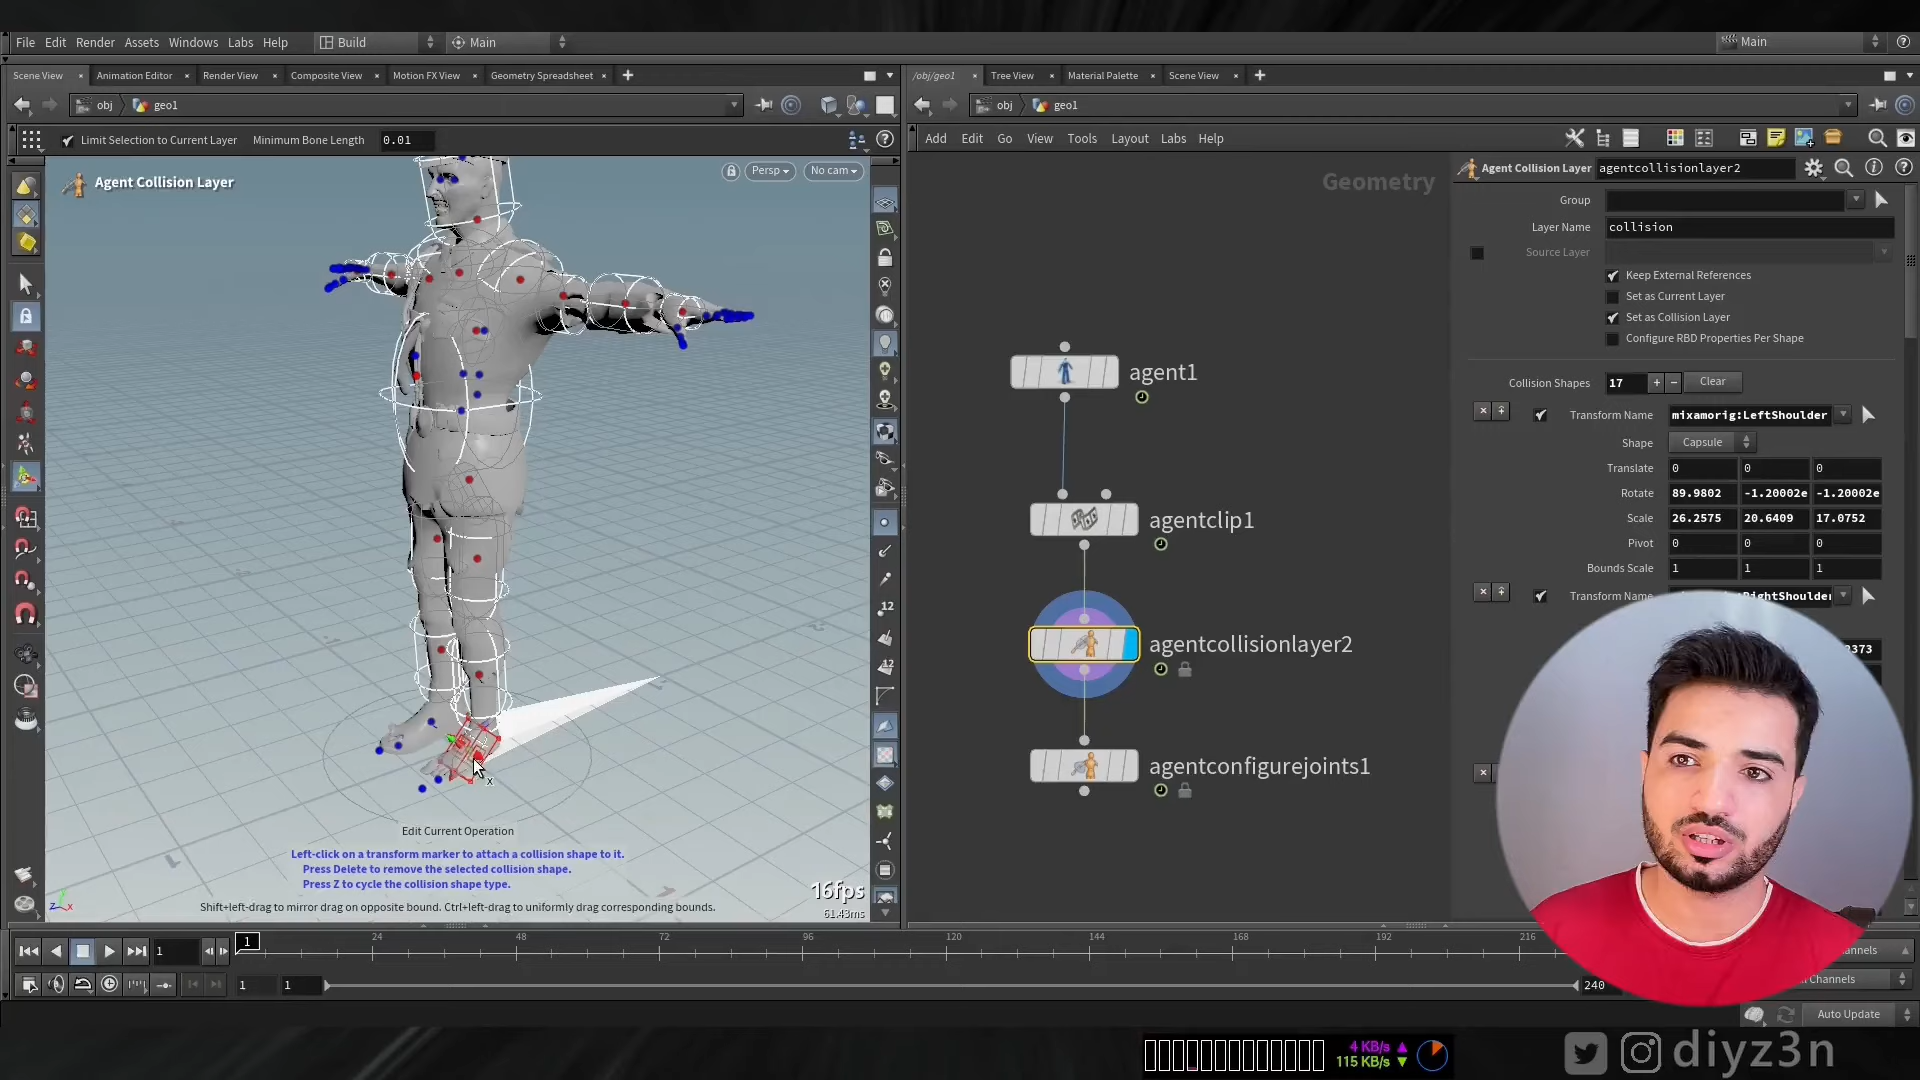 File Edit Render Assets Windows Labs Help Build Main Main
Scene View Animation Editor Render View Composite View Motion FX View Geometry Spreadsheet
/obj/geo1 Tree View Material Palette Scene View
obj geo1
obj geo1
Limit Selection to Current Layer Minimum Bone Length 0.01
Add Edit Go View Tools Layout Labs Help
Agent Collision Layer
Persp No cam
Geometry
agent1
agentclip1
agentcollisionlayer2
agentconfigurejoints1
Agent Collision Layer agentcollisionlayer2
Group
Layer Name collision
Source Layer
Keep External References
Set as Current Layer
Set as Collision Layer
Configure RBD Properties Per Shape
Collision Shapes 17 + − Clear
Transform Name mixamorig:LeftShoulder
Shape Capsule
Translate 0 0 0
Rotate 89.9802 -1.20002e -1.20002e
Scale 26.2575 20.6409 17.0752
Pivot 0 0 0
Bounds Scale 1 1 1
Transform Name RightShoulder
2373
12
12
x
z x
Edit Current Operation
Left-click on a transform marker to attach a collision shape to it.
Press Delete to remove the selected collision shape.
Press Z to cycle the collision shape type.
Shift+left-drag to mirror drag on opposite bound. Ctrl+left-drag to uniformly drag corresponding bounds.
16fps
61.43ms
1 1 24 48 72 96 120 144 168 192 216
1 1 240
annels
Channels
Auto Update
4 KB/s
115 KB/s
diyz3n